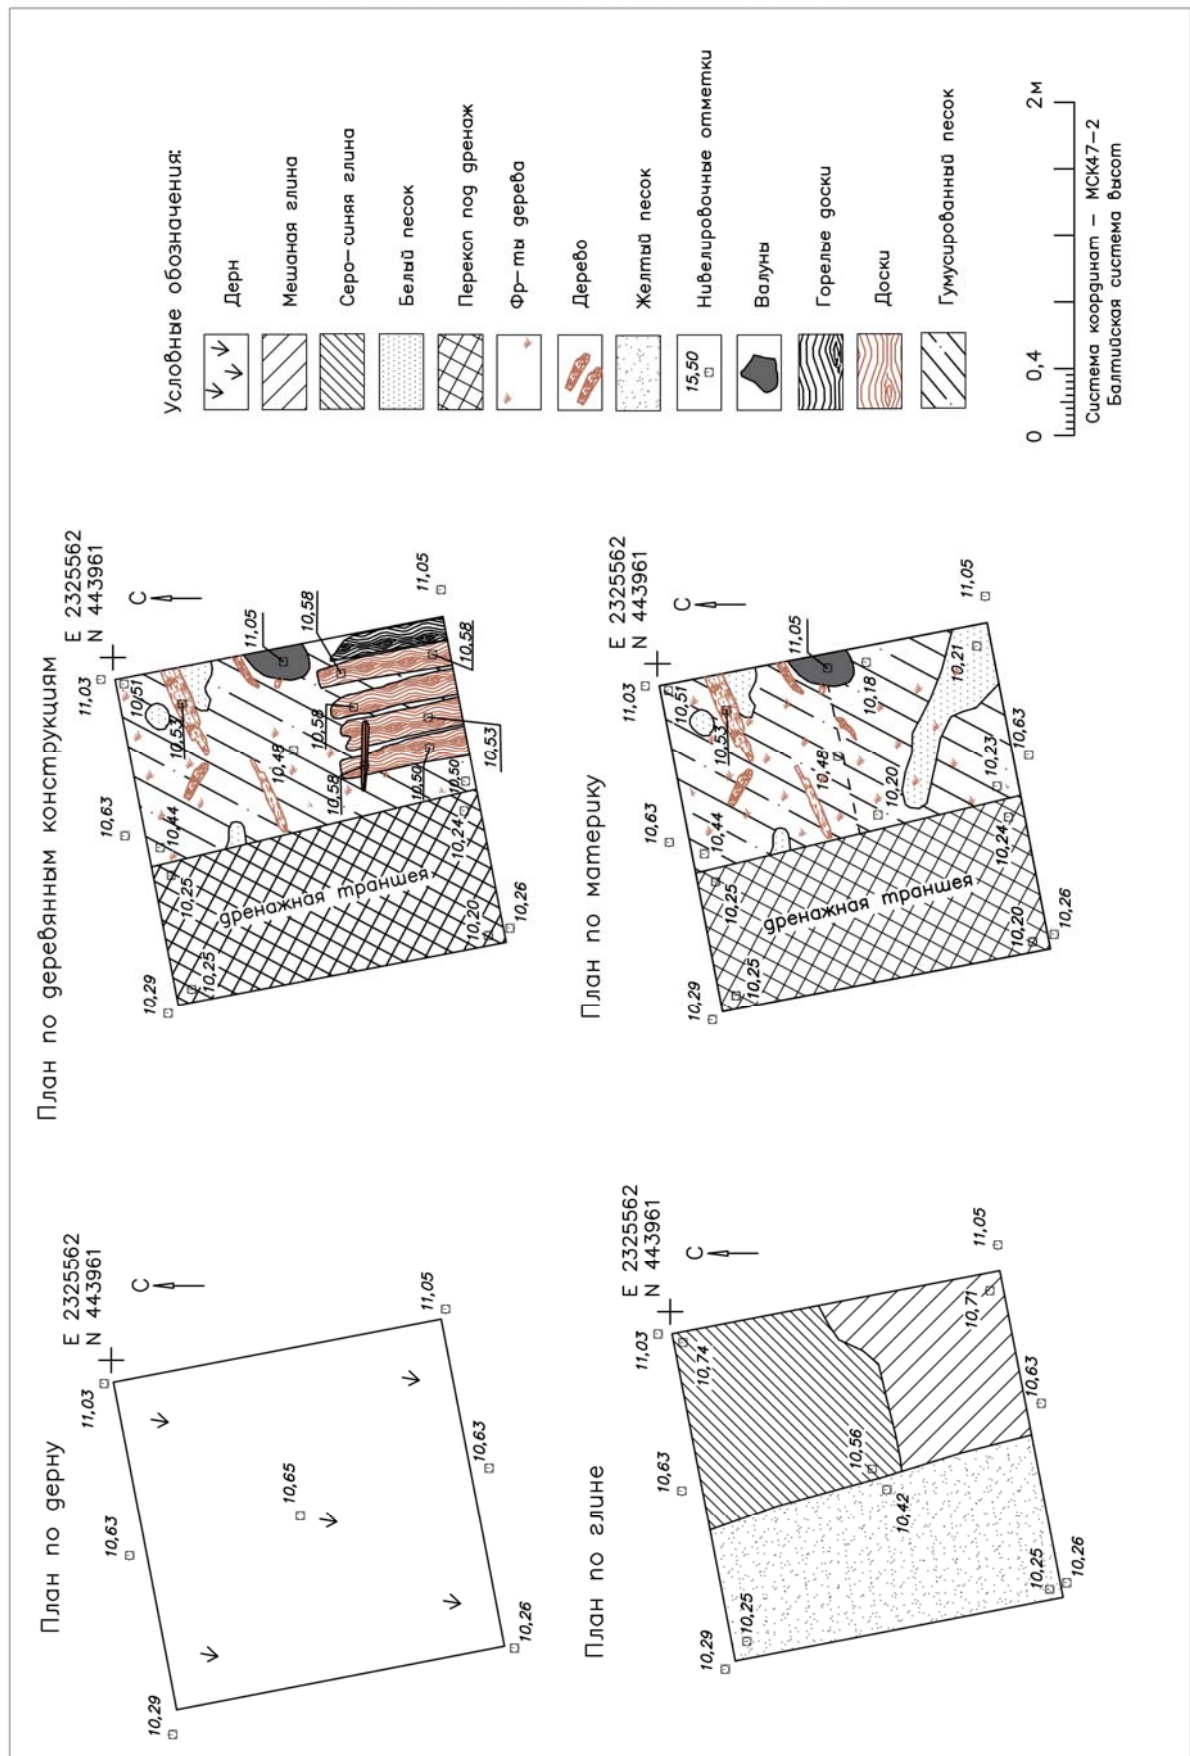 План по дерну
E 2325562
N 443961
С
11,03
10,63
10,29
10,65
11,05
10,63
10,26
План по деревянным конструкциям
E 2325562
N 443961
С
11,03
10,51
10,63
10,53
10,44
10,48
11,05
10,58
10,58
10,58
10,58
10,53
10,50
10,50
11,05
10,29
10,25
10,25
дренажная траншея
10,24
10,20
10,26
План по глине
E 2325562
N 443961
С
11,03
10,74
10,63
10,29
10,25
10,56
10,42
10,71
11,05
10,63
10,25
10,26
План по материку
E 2325562
N 443961
С
11,03
10,51
10,63
10,53
10,44
10,48
11,05
10,18
10,20
10,21
10,23
11,05
10,63
10,29
10,25
10,25
дренажная траншея
10,24
10,20
10,26
Условные обозначения:
Дерн
Мешаная глина
Серо-синяя глина
Белый песок
Перекоп под дренаж
Фр-ты дерева
Дерево
Желтый песок
15,50
Нивелировочные отметки
Валуны
Горелые доски
Доски
Гумусированный песок
0 0,4 2м
Система координат - МСК47-2
Балтийская система высот